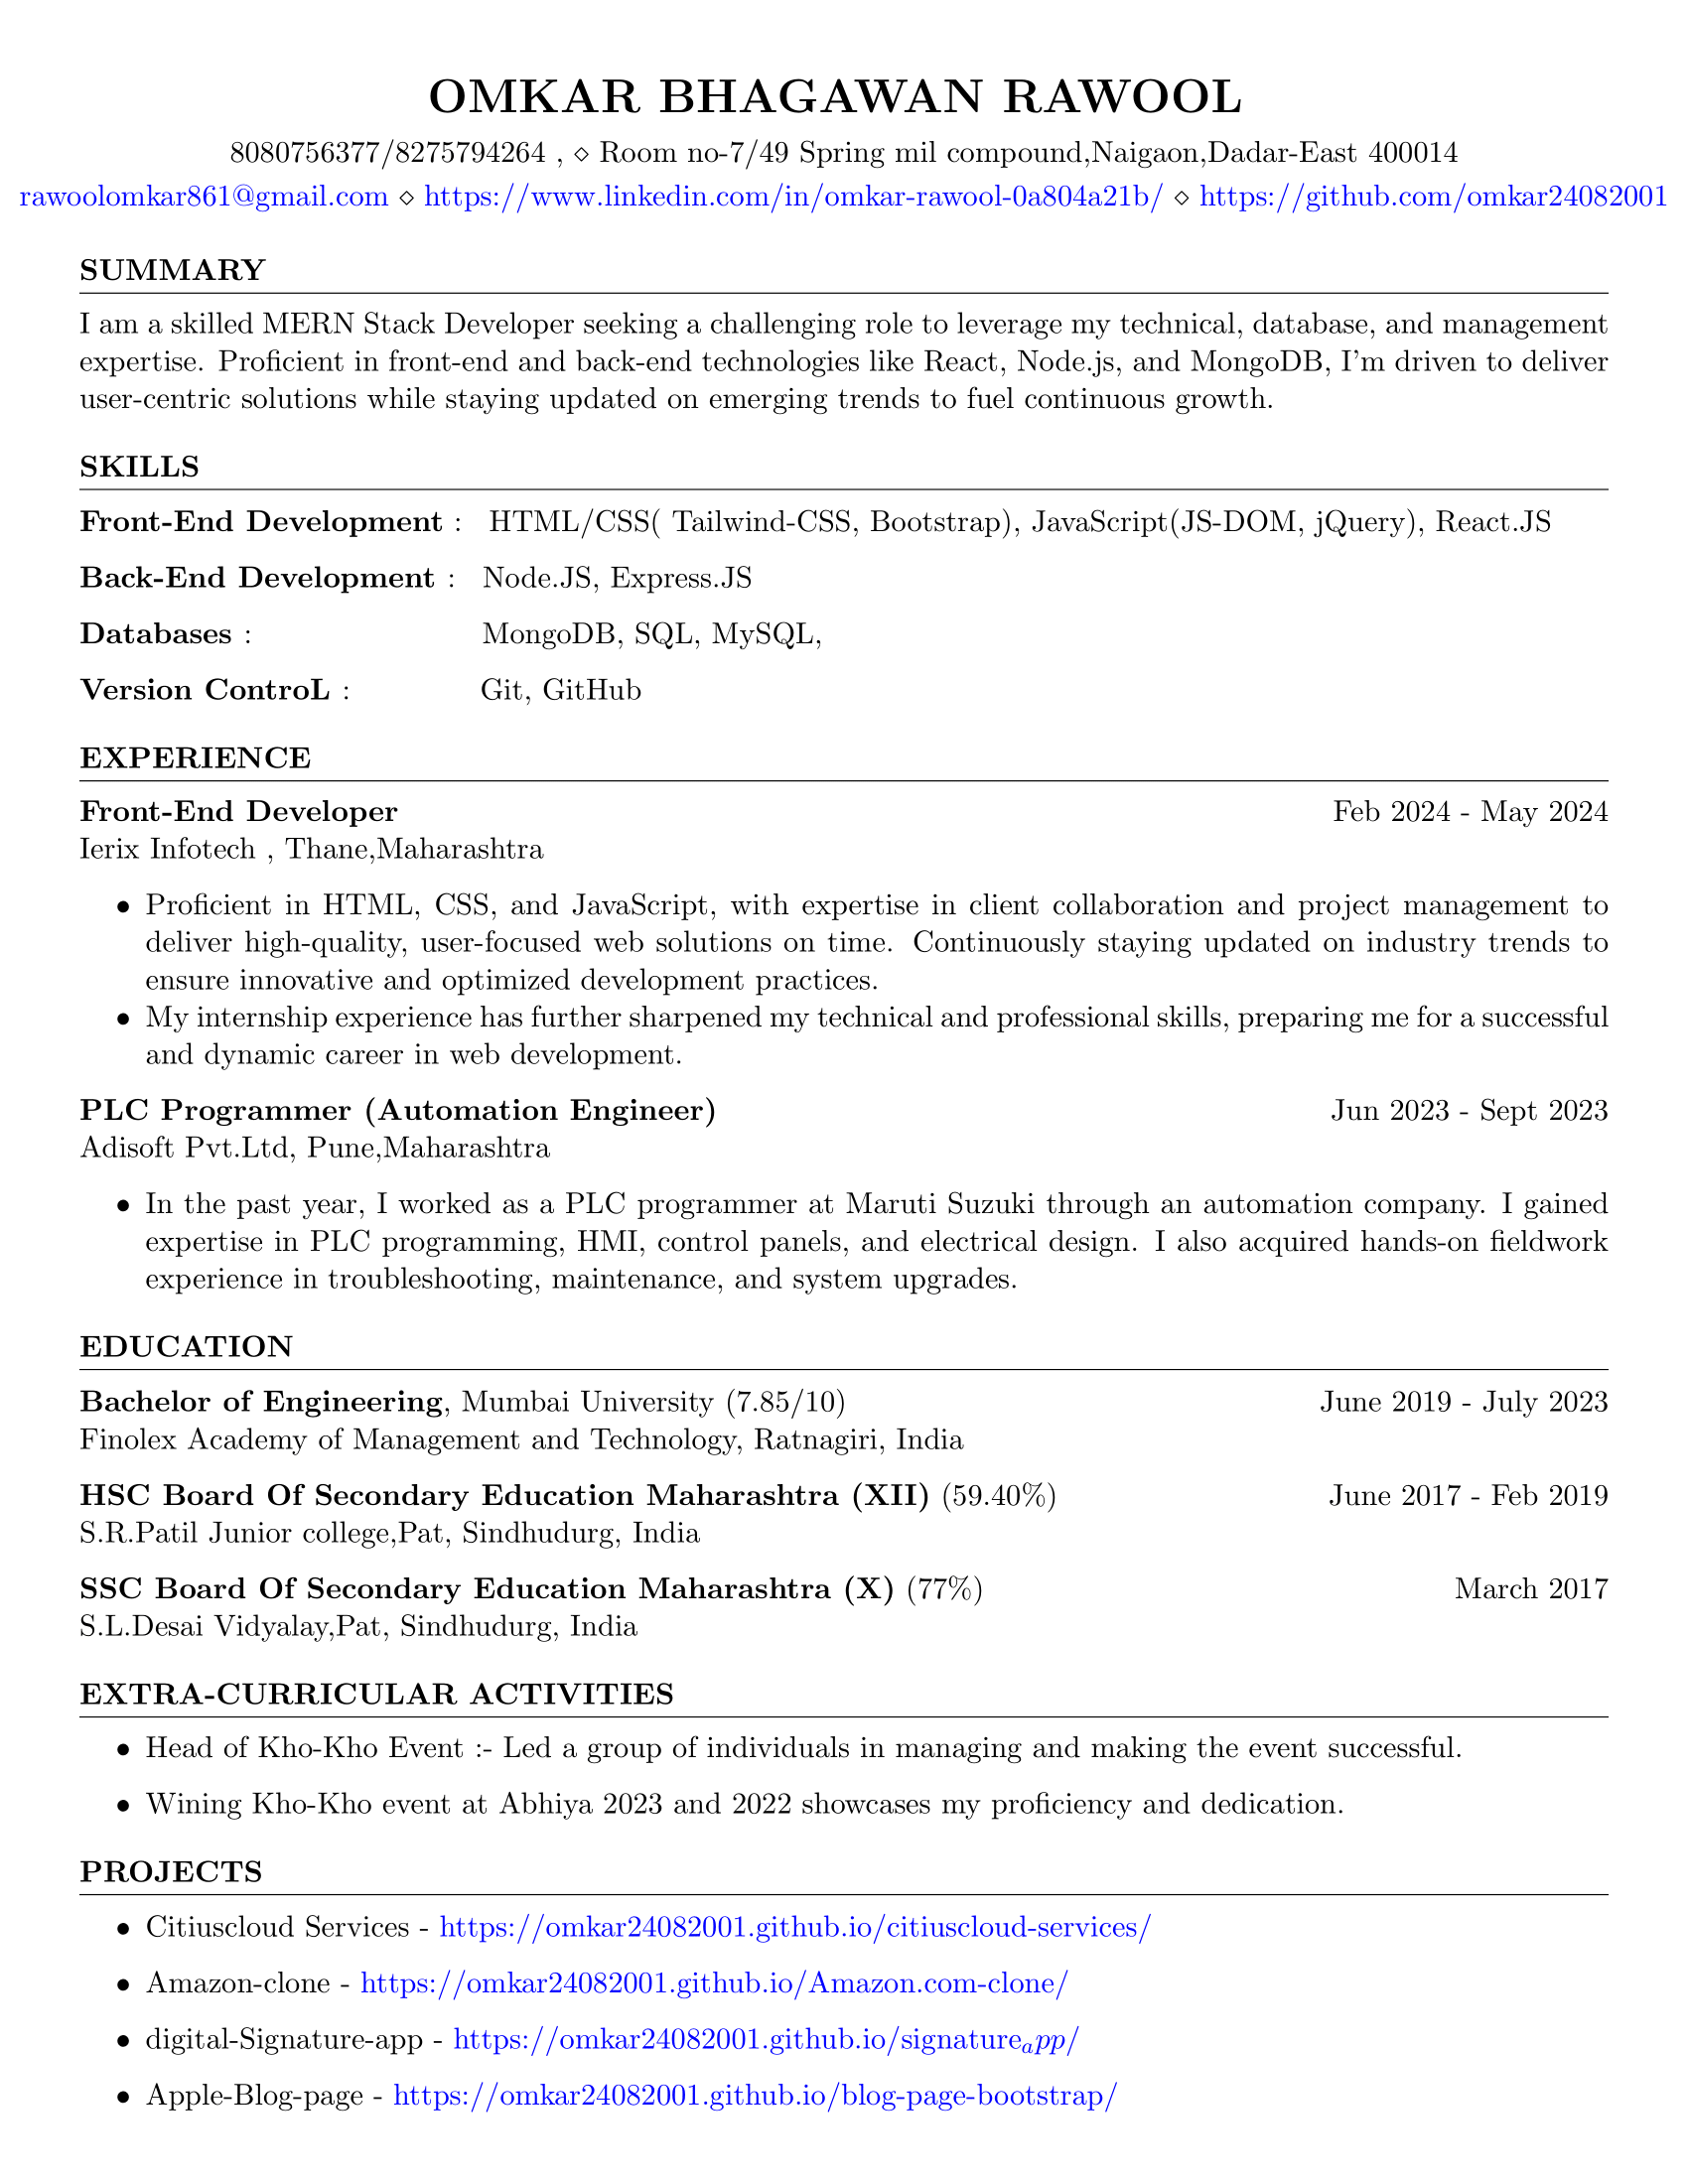 OMKAR BHAGAWAN RAWOOL
8080756377/8275794264 , ⋄ Room no-7/49 Spring mil compound,Naigaon,Dadar-East 400014
rawoolomkar861@gmail.com ⋄ https://www.linkedin.com/in/omkar-rawool-0a804a21b/ ⋄ https://github.com/omkar24082001
SUMMARY
I am a skilled MERN Stack Developer seeking a challenging role to leverage my technical, database, and management
expertise. Proficient in front-end and back-end technologies like React, Node.js, and MongoDB, I'm driven to deliver
user-centric solutions while staying updated on emerging trends to fuel continuous growth.
SKILLS
Front-End Development : HTML/CSS( Tailwind-CSS, Bootstrap), JavaScript(JS-DOM, jQuery), React.JS
Back-End Development : Node.JS, Express.JS
Databases : MongoDB, SQL, MySQL,
Version ControL : Git, GitHub
EXPERIENCE
Front-End Developer Feb 2024 - May 2024
Ierix Infotech , Thane,Maharashtra
• Proficient in HTML, CSS, and JavaScript, with expertise in client collaboration and project management to
deliver high-quality, user-focused web solutions on time. Continuously staying updated on industry trends to
ensure innovative and optimized development practices.
• My internship experience has further sharpened my technical and professional skills, preparing me for a successful
and dynamic career in web development.
PLC Programmer (Automation Engineer) Jun 2023 - Sept 2023
Adisoft Pvt.Ltd, Pune,Maharashtra
• In the past year, I worked as a PLC programmer at Maruti Suzuki through an automation company. I gained
expertise in PLC programming, HMI, control panels, and electrical design. I also acquired hands-on fieldwork
experience in troubleshooting, maintenance, and system upgrades.
EDUCATION
Bachelor of Engineering, Mumbai University (7.85/10) June 2019 - July 2023
Finolex Academy of Management and Technology, Ratnagiri, India
HSC Board Of Secondary Education Maharashtra (XII) (59.40%) June 2017 - Feb 2019
S.R.Patil Junior college,Pat, Sindhudurg, India
SSC Board Of Secondary Education Maharashtra (X) (77%) March 2017
S.L.Desai Vidyalay,Pat, Sindhudurg, India
EXTRA-CURRICULAR ACTIVITIES
• Head of Kho-Kho Event :- Led a group of individuals in managing and making the event successful.
• Wining Kho-Kho event at Abhiya 2023 and 2022 showcases my proficiency and dedication.
PROJECTS
• Citiuscloud Services - https://omkar24082001.github.io/citiuscloud-services/
• Amazon-clone - https://omkar24082001.github.io/Amazon.com-clone/
• digital-Signature-app - https://omkar24082001.github.io/signatureₐpp/
• Apple-Blog-page - https://omkar24082001.github.io/blog-page-bootstrap/